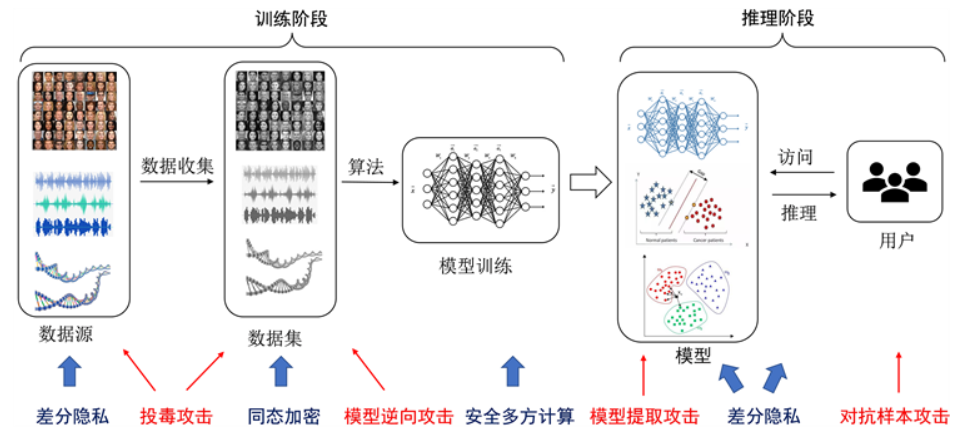 训练阶段
推理阶段
数据收集
算法
访问
推理
Gap
Normal patients
Cancer patients
用户
模型训练
数据源
数据集
模型
差分隐私
投毒攻击
同态加密
模型逆向攻击
安全多方计算
模型提取攻击
差分隐私
对抗样本攻击